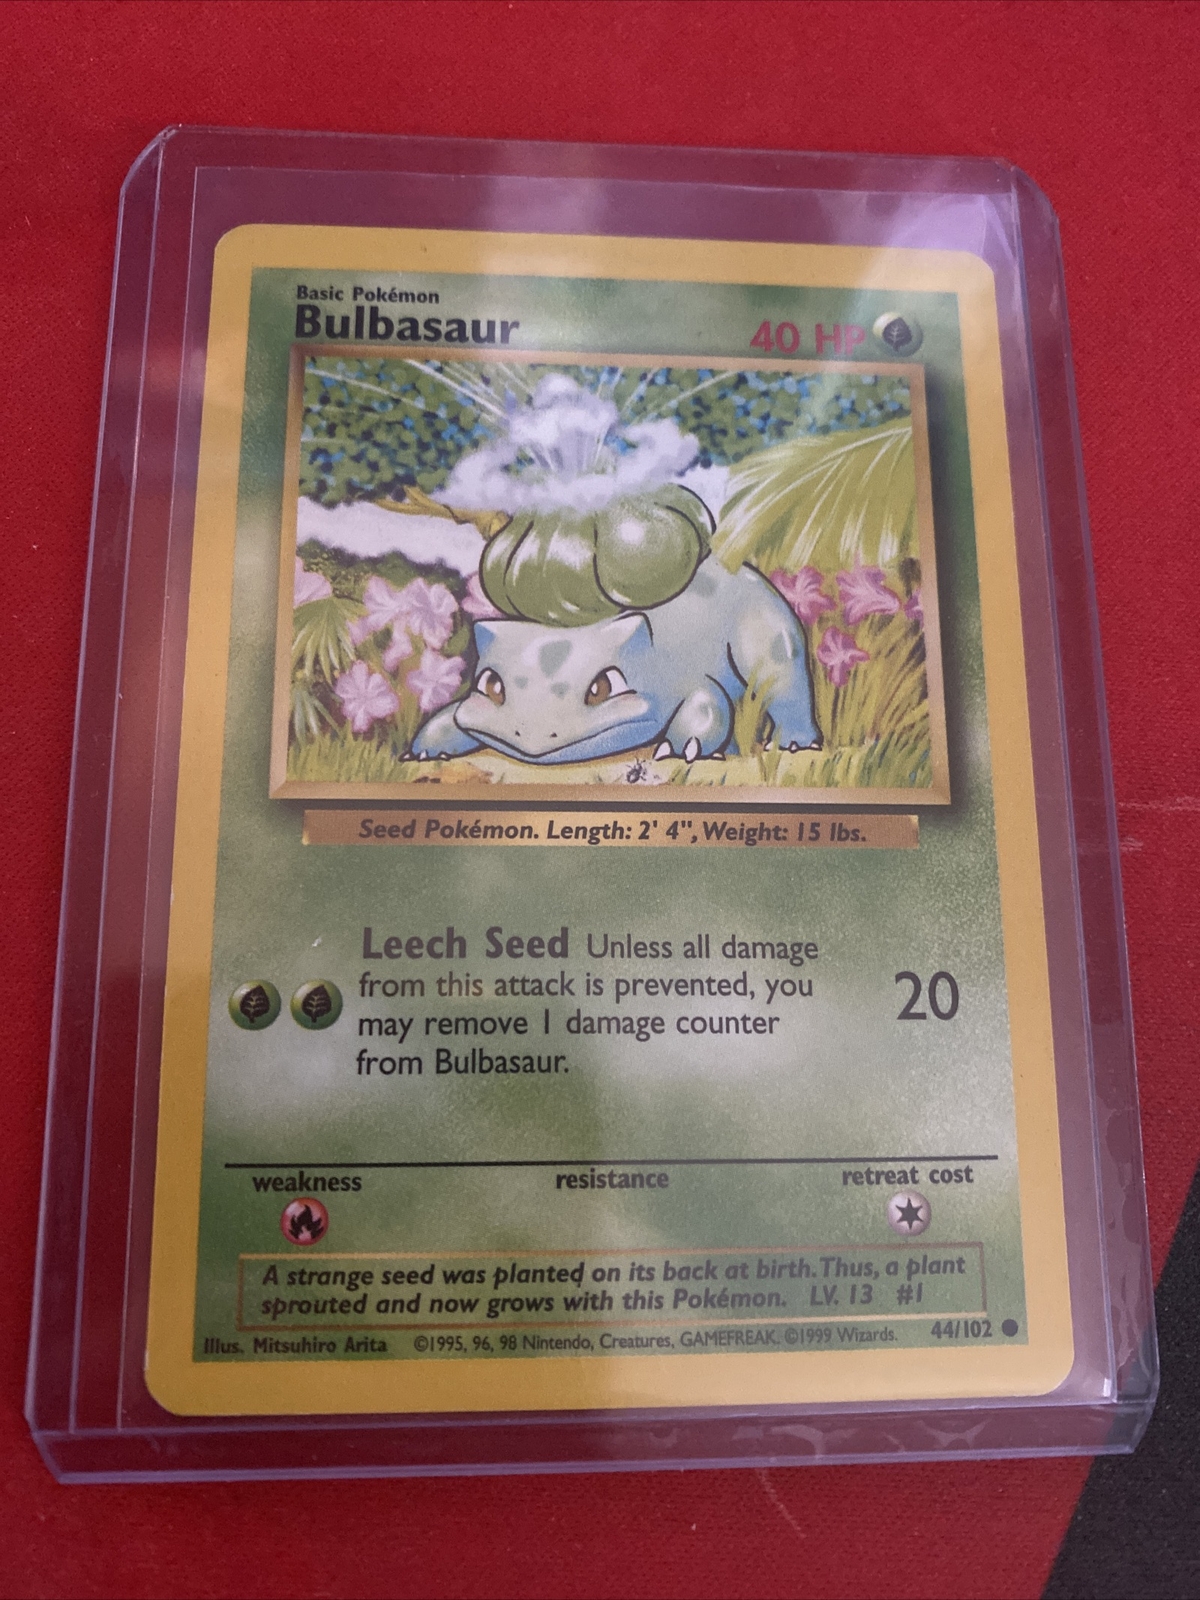 Basic Pokémon
Bulbasaur
40 HP
Seed Pokémon. Length: 2' 4", Weight: 15 lbs.
Leech Seed Unless all damage
from this attack is prevented, you
may remove 1 damage counter
from Bulbasaur.
20
weakness resistance retreat cost
A strange seed was planted on its back at birth. Thus, a plant
sprouted and now grows with this Pokémon. LV. 13 #1
Illus. Mitsuhiro Arita ©1995, 96, 98 Nintendo, Creatures, GAMEFREAK. ©1999 Wizards. 44/102 ●